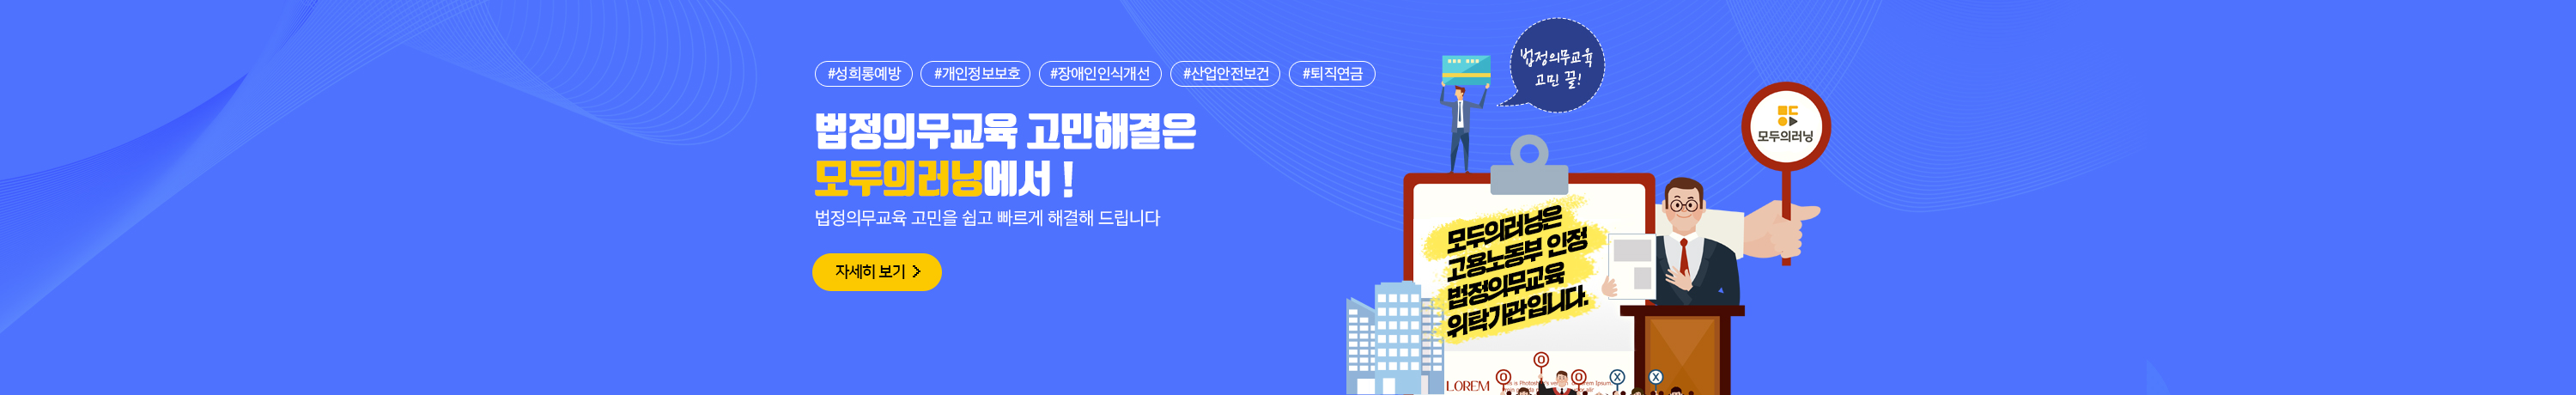 #성희롱예방 #개인정보보호 #장애인인식개선 #산업안전보건 #퇴직연금
법정의무교육 고민해결은
모두의러닝에서 !
법정의무교육 고민을 쉽고 빠르게 해결해 드립니다
자세히 보기 >
법정의무교육
고민 끝!
모두의러닝
모두의러닝은
고용노동부 인정
법정의무교육
위탁기관입니다.
O O O X X
LOREM